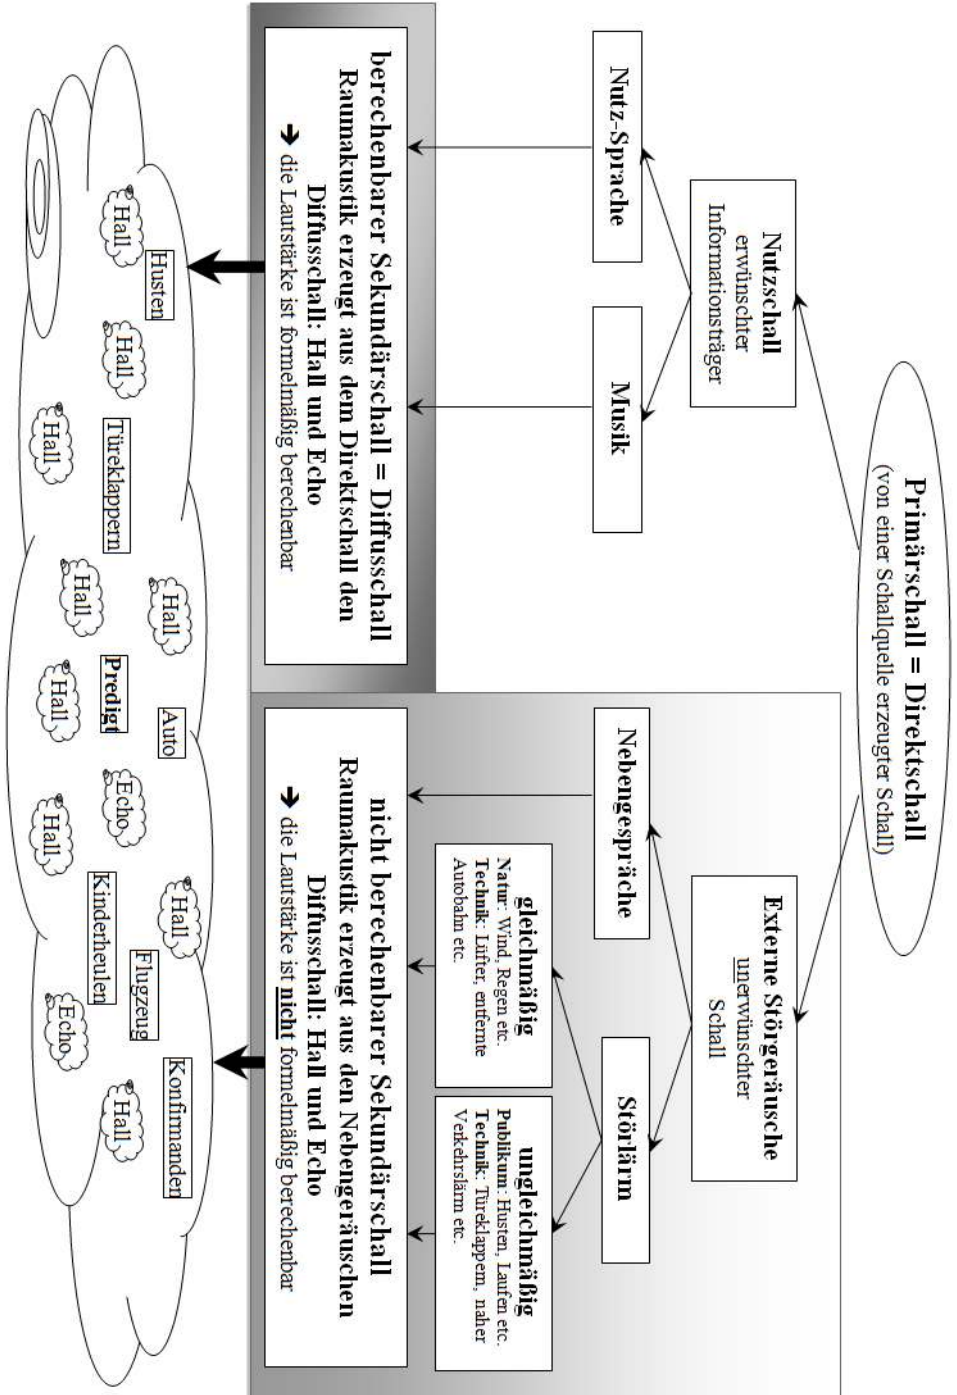 Primärschall = Direktschall
(von einer Schallquelle erzeugter Schall)
Nutzschall
erwünschter
Informationsträger
Externe Störgeräusche
unerwünschter
Schall
Nutz-Sprache
Musik
Nebengespräche
Störlärm
gleichmäßig
Natur: Wind, Regen etc.
Technik: Lüfter, entfernte
Autobahn etc.
ungleichmäßig
Publikum: Husten, Laufen etc.
Technik: Türeklappern, naher
Verkehrslärm etc.
berechenbarer Sekundärschall = Diffusschall
Raumakustik erzeugt aus dem Direktschall den
Diffusschall: Hall und Echo
➔ die Lautstärke ist formelmäßig berechenbar
nicht berechenbarer Sekundärschall
Raumakustik erzeugt aus den Nebengeräuschen
Diffusschall: Hall und Echo
➔ die Lautstärke ist nicht formelmäßig berechenbar
Hall
Husten
Hall
Türeklappern
Hall
Hall
Hall
Auto
Predigt
Hall
Echo
Hall
Hall
Kinderheulen
Flugzeug
Echo
Konfirmanden
Hall